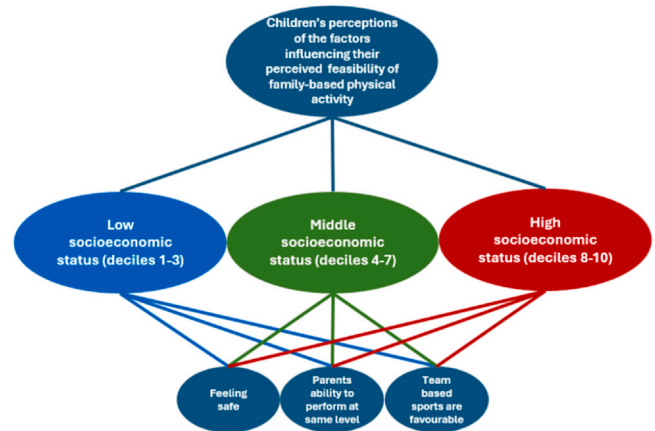 Children's perceptions
of the factors
influencing their
perceived feasibility of
family-based physical
activity
Low
socioeconomic
status (deciles 1-3)
Middle
socioeconomic
status (deciles 4-7)
High
socioeconomic
status (deciles 8-10)
Feeling
safe
Parents
ability to
perform at
same level
Team
based
sports are
favourable